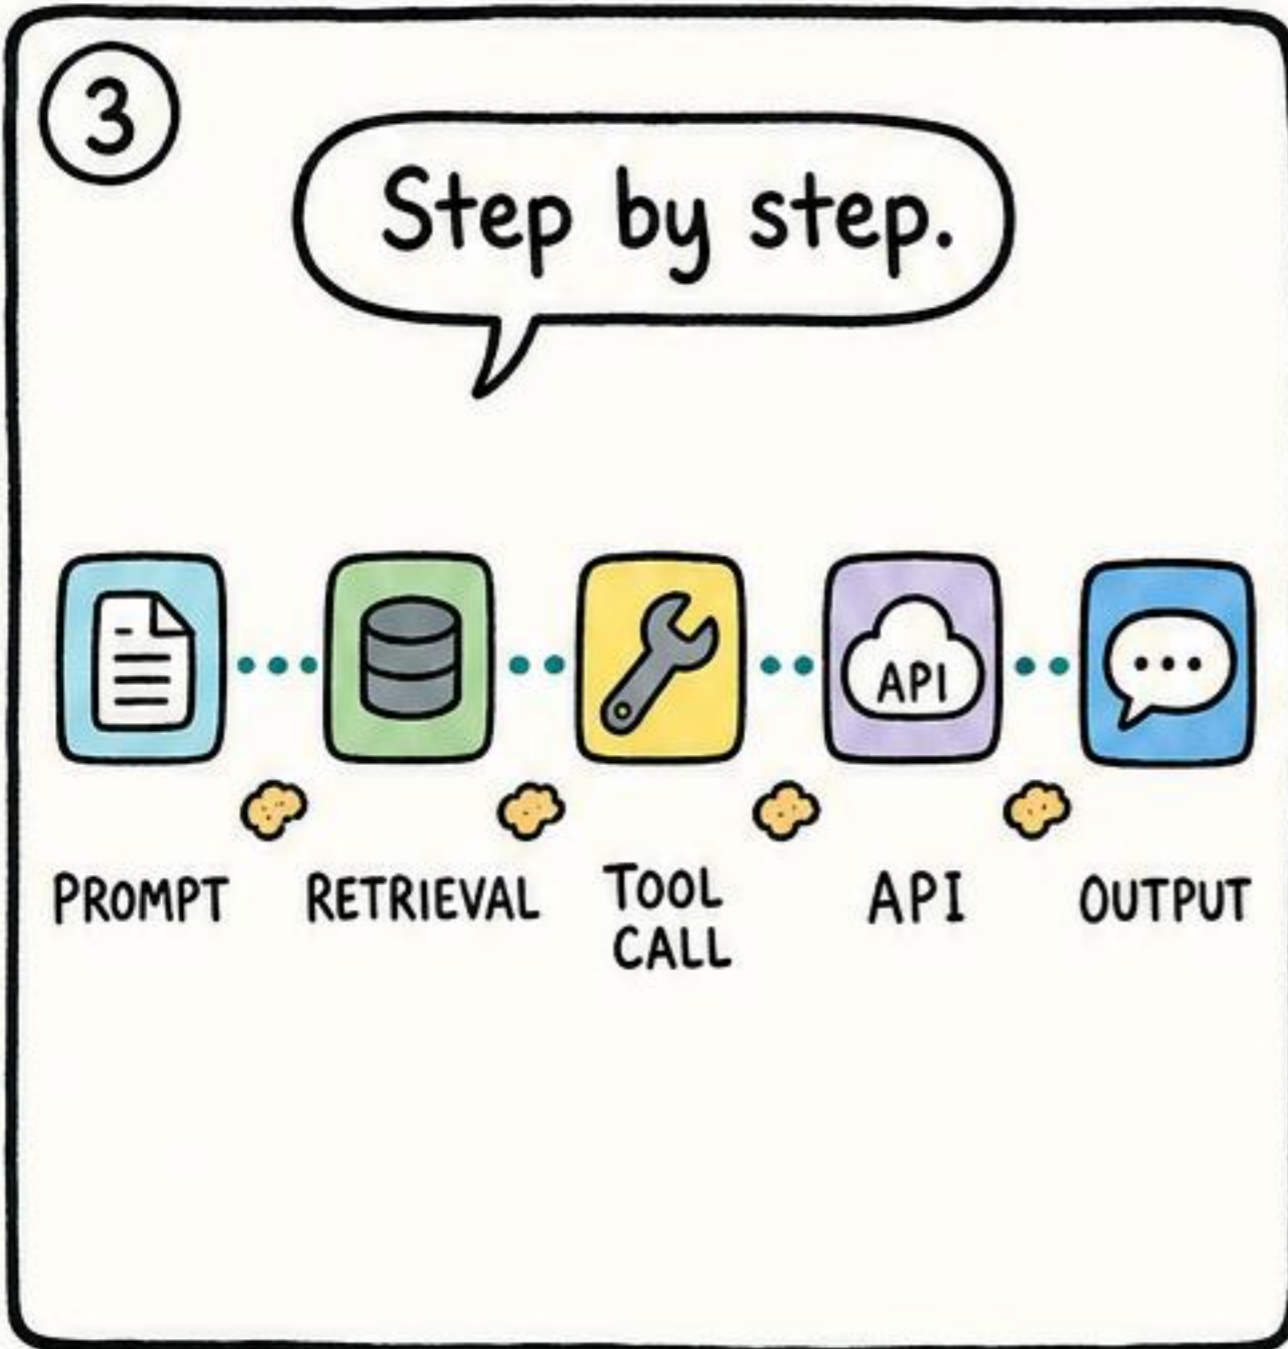 3
Step by step.
API
PROMPT
RETRIEVAL
TOOL
CALL
API
OUTPUT